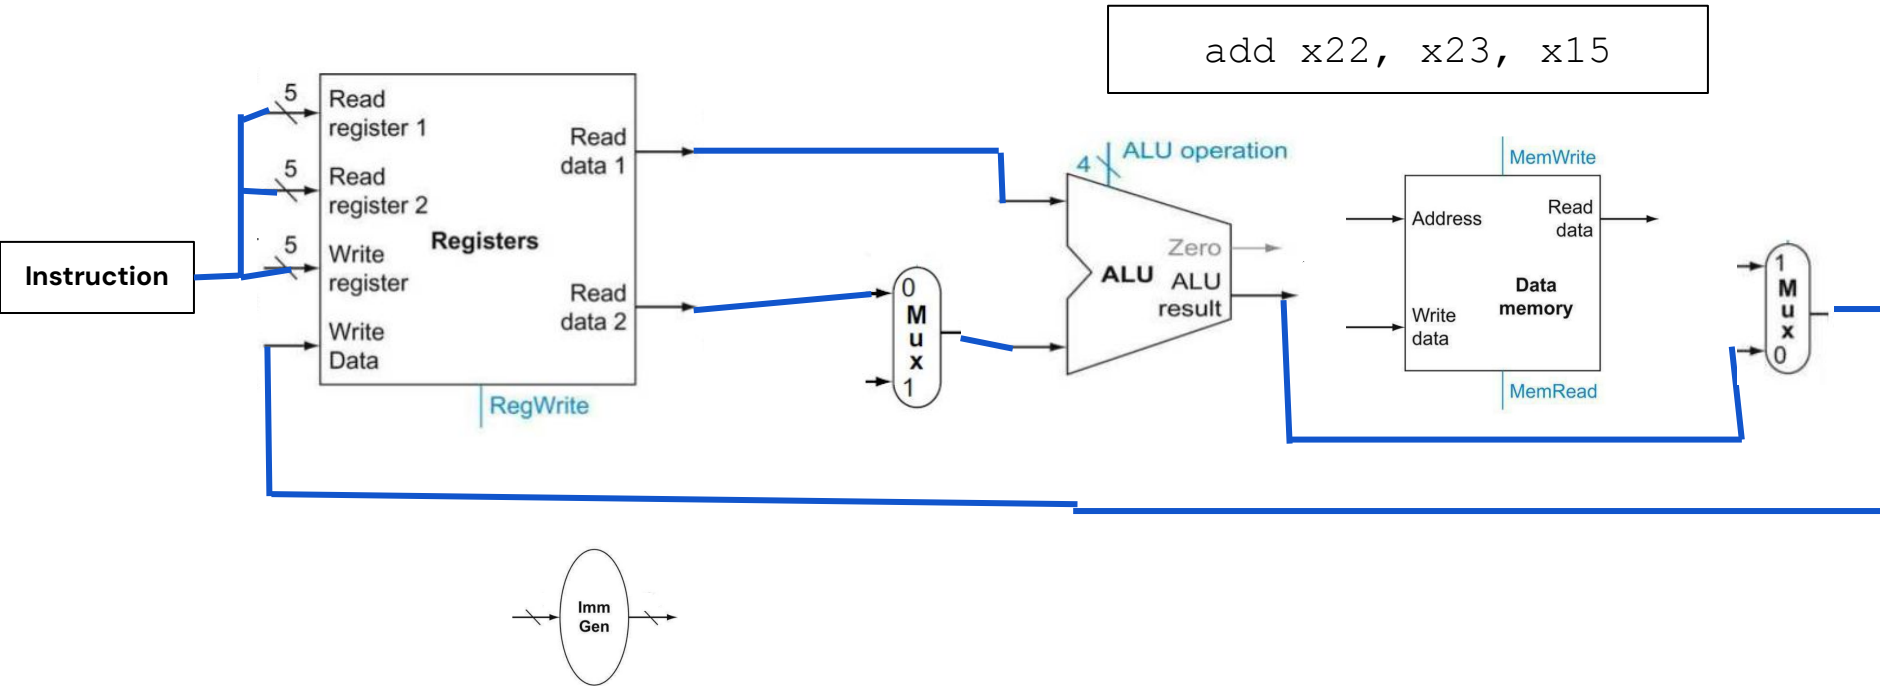 add x22, x23, x15
Instruction
5
Read
register 1
5
Read
register 2
5
Write
register
Write
Data
Registers
Read
data 1
Read
data 2
RegWrite
0
M
u
x
1
4
ALU operation
Zero
ALU
ALU
result
MemWrite
Address
Read
data
Data
memory
Write
data
MemRead
1
M
u
x
0
Imm
Gen